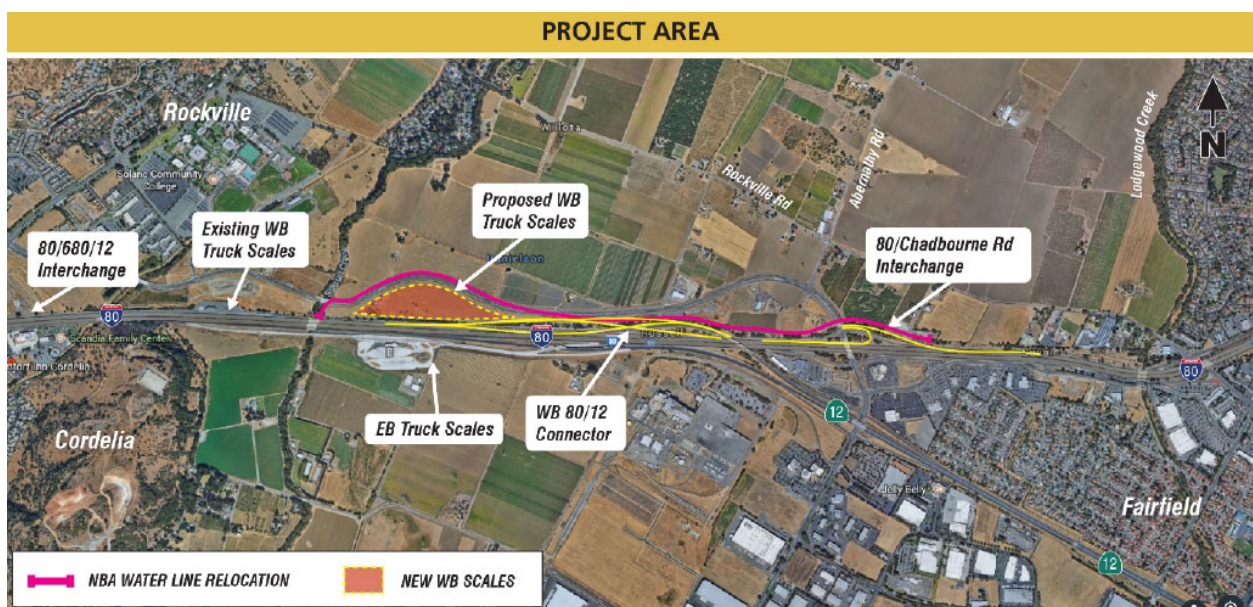 PROJECT AREA
Rockville
Solano Community
College
Willota
Rockville Rd
Abernathy Rd
Lodgewood Creek
N
80/680/12
Interchange
Existing WB
Truck Scales
Proposed WB
Truck Scales
80/Chadbourne Rd
Interchange
80
80
80
Scandia Family Center
Cordelia
EB Truck Scales
WB 80/12
Connector
12
Jelly Belly
Fairfield
12
NBA WATER LINE RELOCATION
NEW WB SCALES